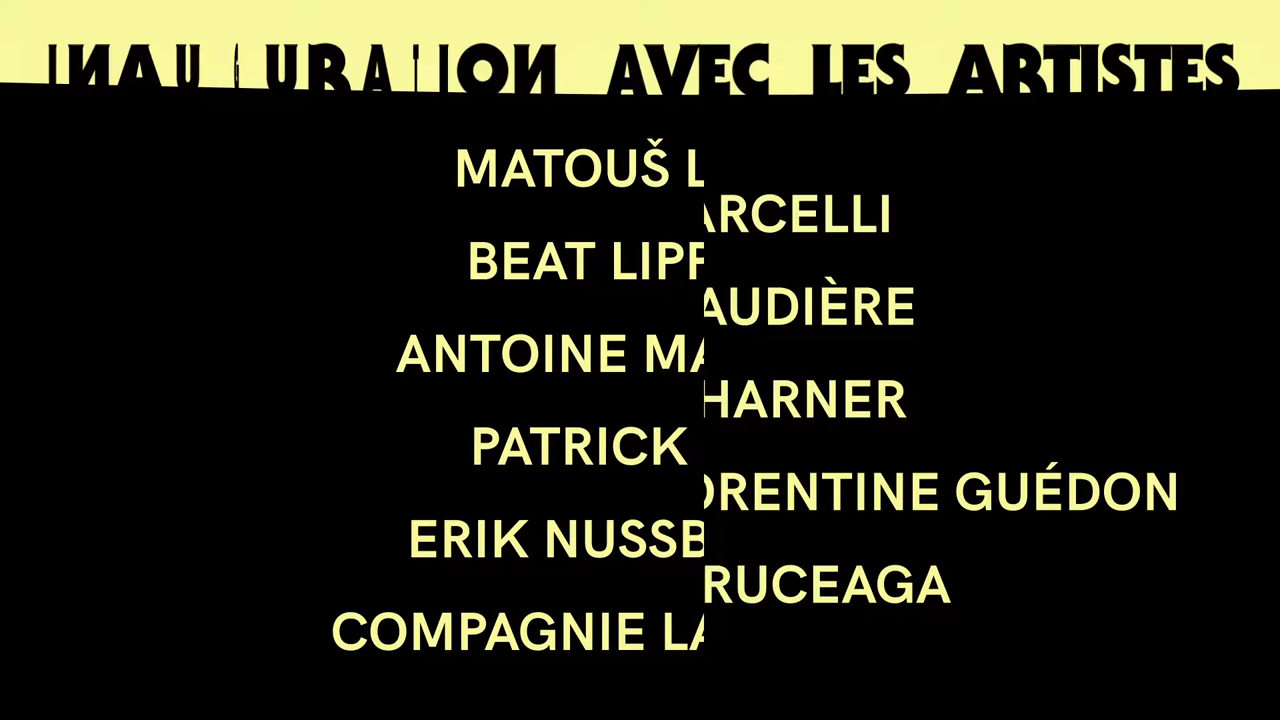 INAUGURATION AVEC LES ARTISTES
MATOUŠ L
ARCELLI
BEAT LIPP
AUDIÈRE
ANTOINE MA
HARNER
PATRICK
ORENTINE GUÉDON
ERIK NUSSB
RUCEAGA
COMPAGNIE LA